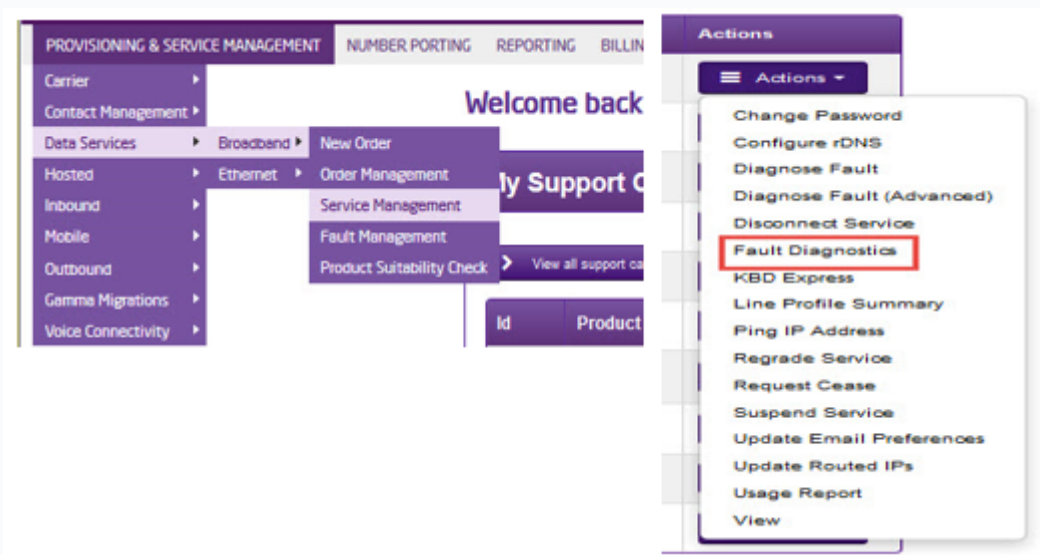 PROVISIONING & SERVICE MANAGEMENT NUMBER PORTING REPORTING BILLIN
Carrier
Contact Management
Data Services Broadband New Order
Hosted Ethernet Order Management
Inbound Service Management
Mobile Fault Management
Outbound Product Suitability Check
Gamma Migrations
Voice Connectivity
Welcome back
ly Support C
View all support ca
Id Product
Actions
Actions
Change Password
Configure rDNS
Diagnose Fault
Diagnose Fault (Advanced)
Disconnect Service
Fault Diagnostics
KBD Express
Line Profile Summary
Ping IP Address
Regrade Service
Request Cease
Suspend Service
Update Email Preferences
Update Routed IPs
Usage Report
View